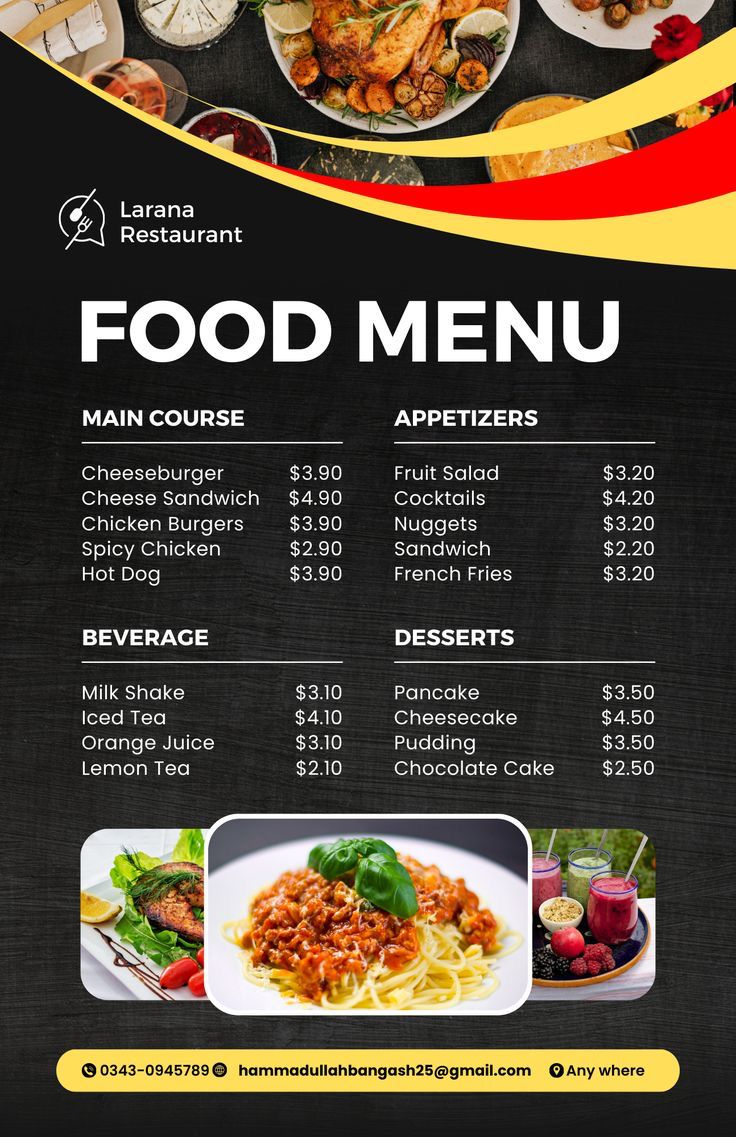 Larana
Restaurant
FOOD MENU
MAIN COURSE
Cheeseburger $3.90
Cheese Sandwich $4.90
Chicken Burgers $3.90
Spicy Chicken $2.90
Hot Dog $3.90
APPETIZERS
Fruit Salad $3.20
Cocktails $4.20
Nuggets $3.20
Sandwich $2.20
French Fries $3.20
BEVERAGE
Milk Shake $3.10
Iced Tea $4.10
Orange Juice $3.10
Lemon Tea $2.10
DESSERTS
Pancake $3.50
Cheesecake $4.50
Pudding $3.50
Chocolate Cake $2.50
0343-0945789 hammadullahbangash25@gmail.com Any where